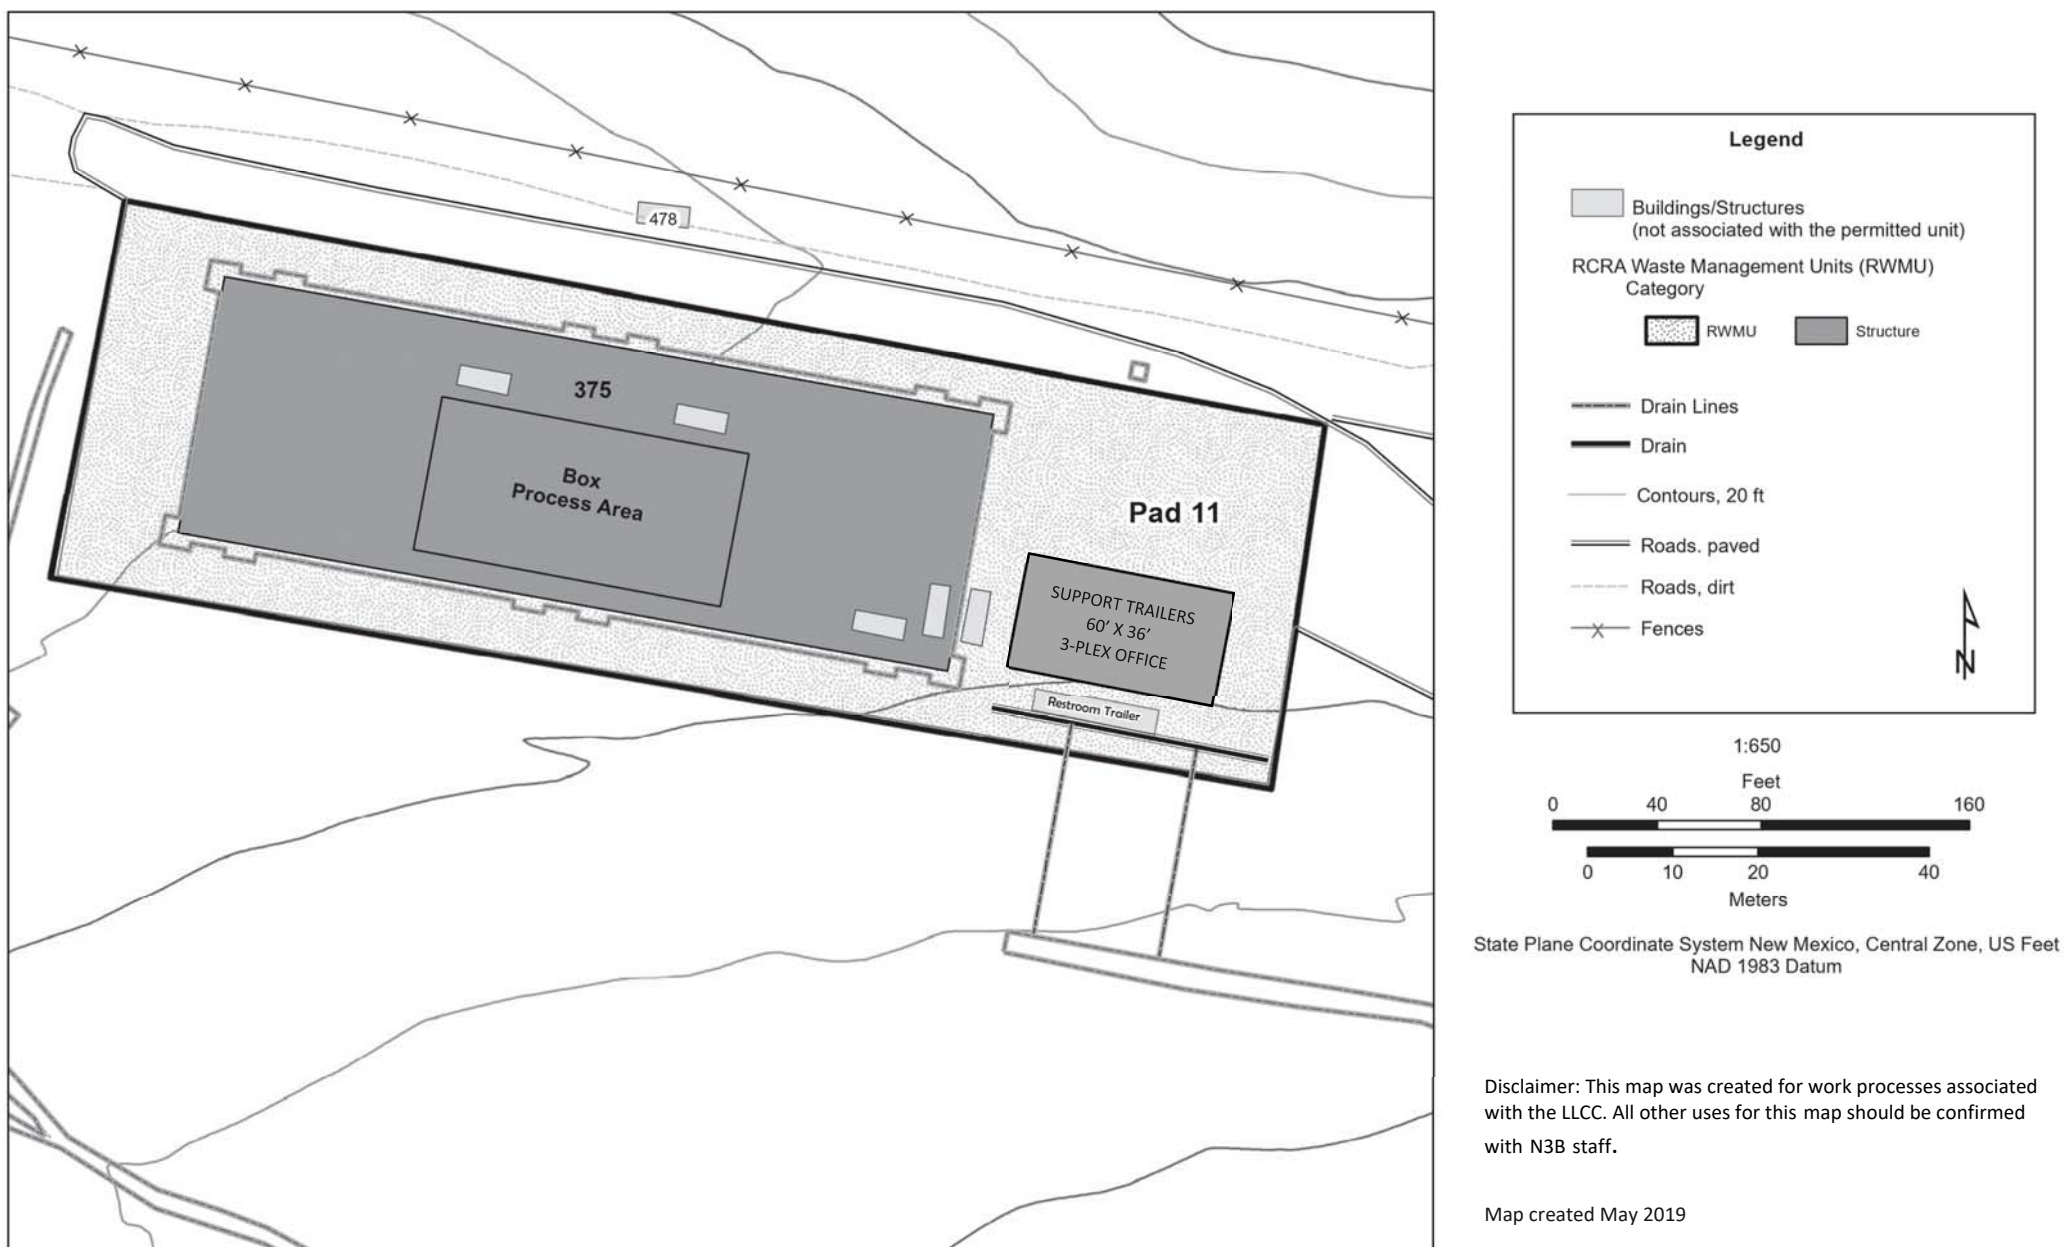 478
375
Box
Process Area
Pad 11
SUPPORT TRAILERS
60’ X 36’
3-PLEX OFFICE
Restroom Trailer
Legend
Buildings/Structures
(not associated with the permitted unit)
RCRA Waste Management Units (RWMU)
Category
RWMU Structure
Drain Lines
Drain
Contours, 20 ft
Roads. paved
Roads, dirt
Fences
N
1:650
Feet
0 40 80 160
0 10 20 40
Meters
State Plane Coordinate System New Mexico, Central Zone, US Feet
NAD 1983 Datum
Disclaimer: This map was created for work processes associated
with the LLCC. All other uses for this map should be confirmed
with N3B staff.
Map created May 2019